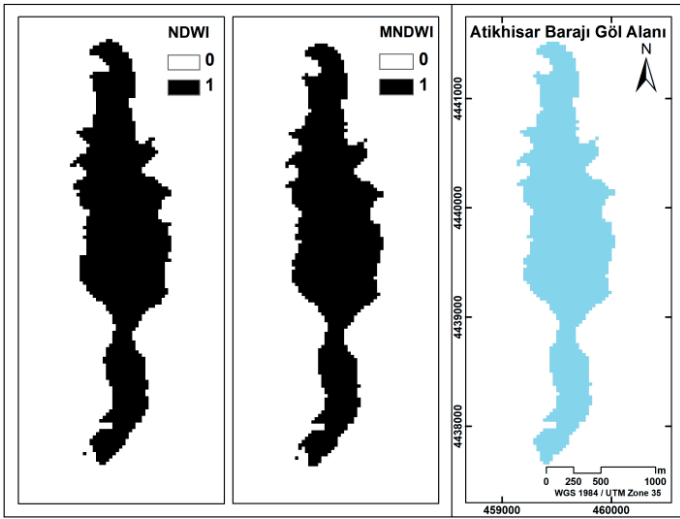 NDWI
0
1
MNDWI
0
1
Atikhisar Barajı Göl Alanı
N
4441000
4440000
4439000
4438000
m
0 250 500 1000
WGS 1984 / UTM Zone 35
459000 460000